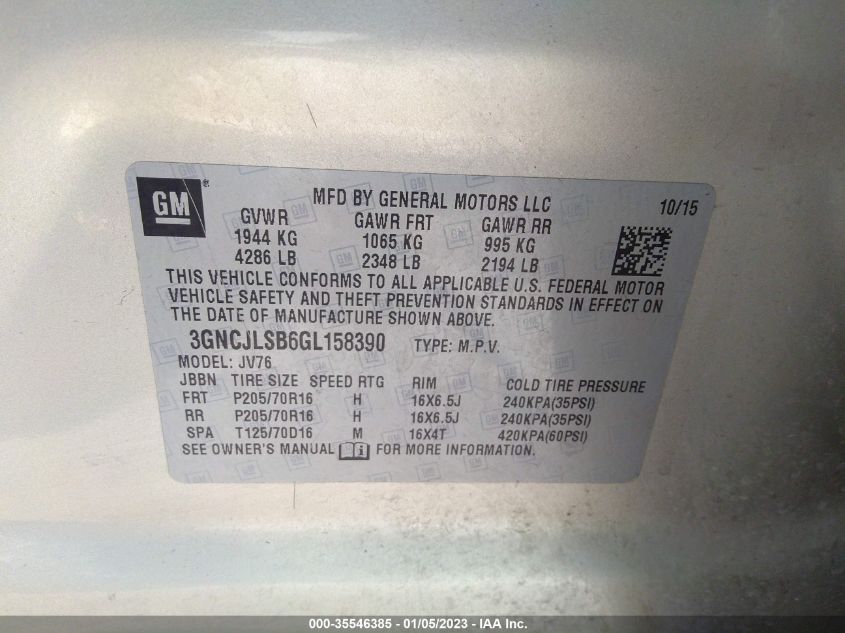 GM ®
MFD BY GENERAL MOTORS LLC 10/15
GVWR GAWR FRT GAWR RR
1944 KG 1065 KG 995 KG
4286 LB 2348 LB 2194 LB
THIS VEHICLE CONFORMS TO ALL APPLICABLE U.S. FEDERAL MOTOR
VEHICLE SAFETY AND THEFT PREVENTION STANDARDS IN EFFECT ON
THE DATE OF MANUFACTURE SHOWN ABOVE.
3GNCJLSB6GL158390 TYPE: M.P.V.
MODEL: JV76
JBBN TIRE SIZE SPEED RTG RIM COLD TIRE PRESSURE
FRT P205/70R16 H 16X6.5J 240KPA(35PSI)
RR P205/70R16 H 16X6.5J 240KPA(35PSI)
SPA T125/70D16 M 16X4T 420KPA(60PSI)
SEE OWNER'S MANUAL FOR MORE INFORMATION.
000-35546385 - 01/05/2023 - © IAA Inc.